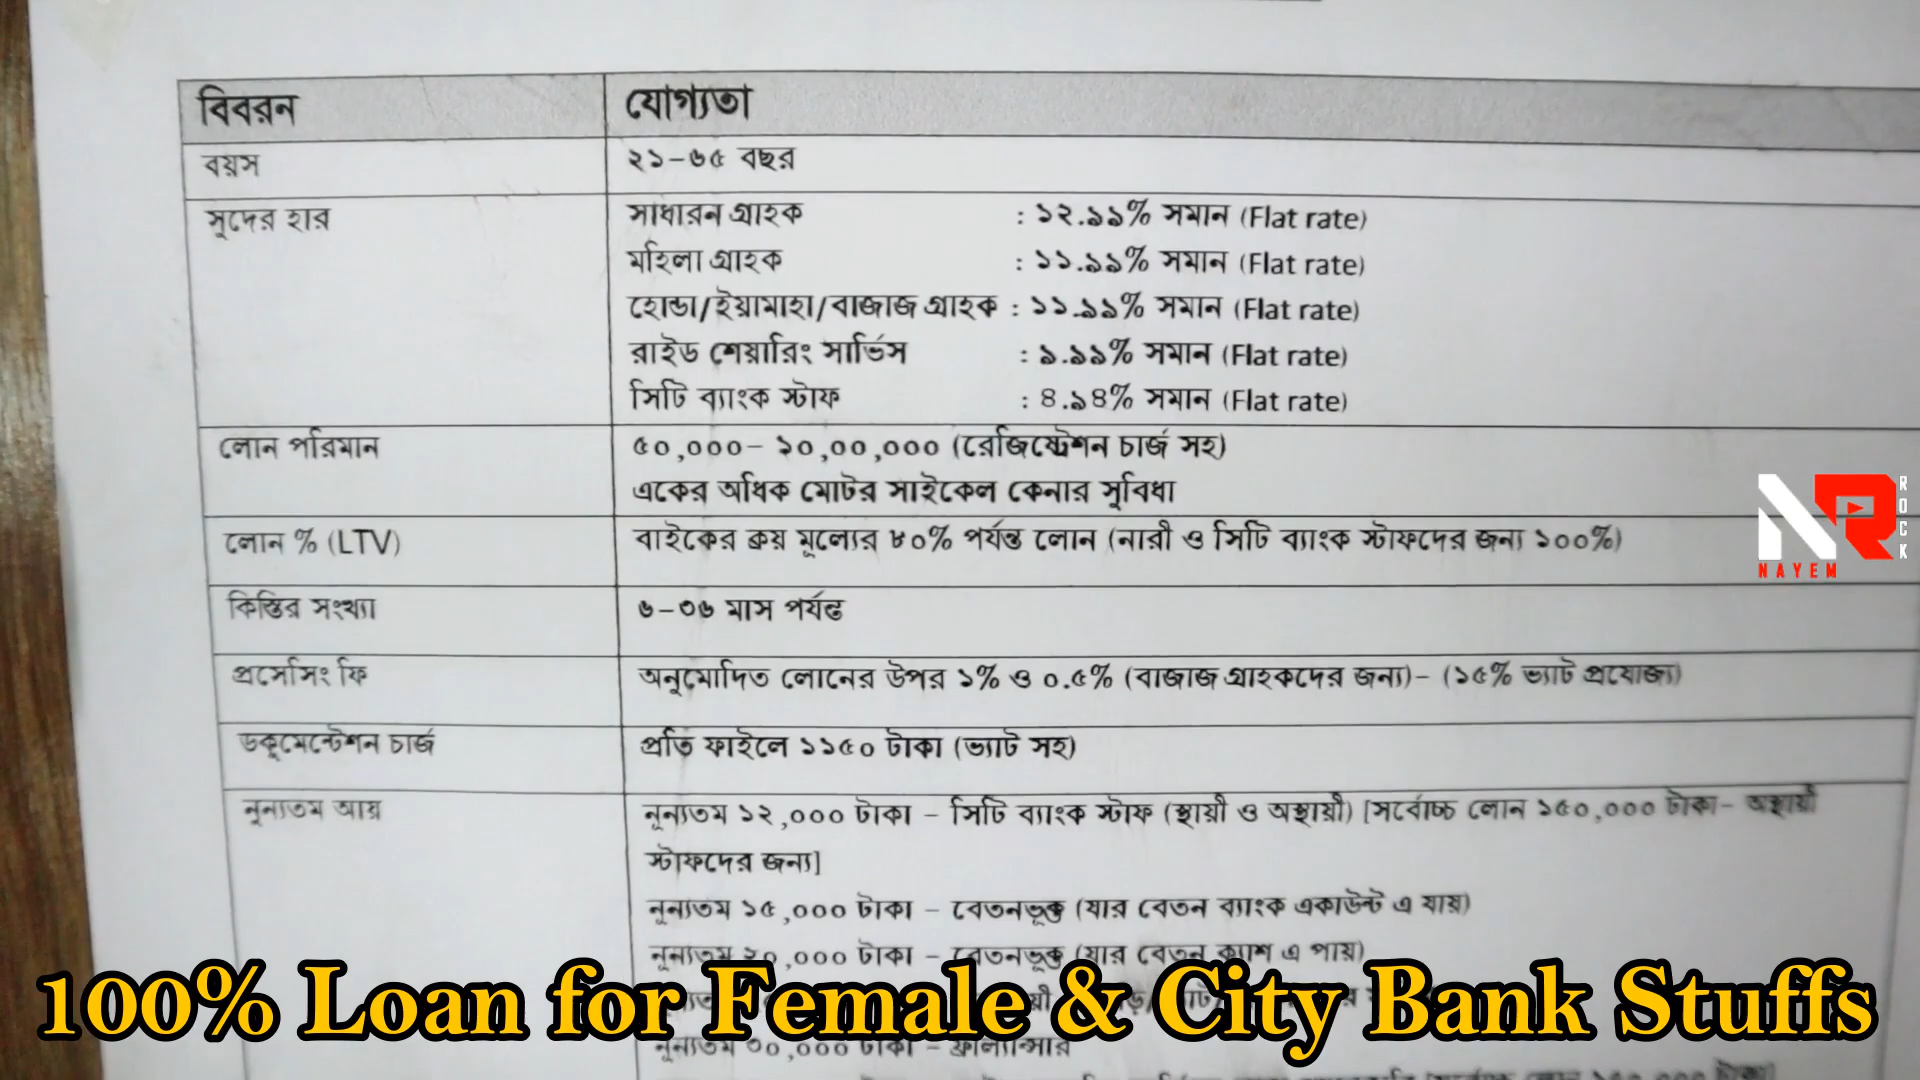 বিবরন যোগ্যতা
বয়স ২১-৬৫ বছর
সূদের হার সাধারন গ্রাহক : ১২.৯৯% সমান (Flat rate)
মহিলা গ্রাহক : ১১.৯৯% সমান (Flat rate)
হোন্ডা/ইয়ামাহা/বাজাজ গ্রাহক : ১১.৯৯% সমান (Flat rate)
রাইড শেয়ারিং সার্ভিস : ৯.৯৯% সমান (Flat rate)
সিটি ব্যাংক স্টাফ : ৪.৯৪% সমান (Flat rate)
লোন পরিমান ৫০,০০০- ১০,০০,০০০ (রেজিষ্ট্রেশন চার্জ সহ)
একের অধিক মোটর সাইকেল কেনার সুবিধা
লোন % (LTV) বাইকের ক্রয় মূল্যের ৮০% পর্যন্ত লোন (নারী ও সিটি ব্যাংক স্টাফদের জন্য ১০০%)
কিস্তির সংখ্যা ৬-৩৬ মাস পর্যন্ত
প্রসেসিং ফি অনুমোদিত লোনের উপর ১% ও ০.৫% (বাজাজ গ্রাহকদের জন্য)- (১৫% ভ্যাট প্রযোজ্য)
ডকুমেন্টেশন চার্জ প্রতি ফাইলে ১১৫০ টাকা (ভ্যাট সহ)
নূন্যতম আয় নূন্যতম ১২,০০০ টাকা - সিটি ব্যাংক স্টাফ (স্থায়ী ও অস্থায়ী) [সর্বোচ্চ লোন ১৫০,০০০ টাকা- অস্থায়ী
স্টাফদের জন্য]
নূন্যতম ১৫,০০০ টাকা - বেতনভূক্ত (যার বেতন ব্যাংক একাউন্ট এ যায়)
নূন্যতম ২০,০০০ টাকা - বেতনভূক্ত (যার বেতন ক্যাশ এ পায়)
নূন্যতম ৩০,০০০ টাকা - ফ্রিল্যান্সার
100% Loan for Female & City Bank Stuffs
NR
ROCK
NAYEM